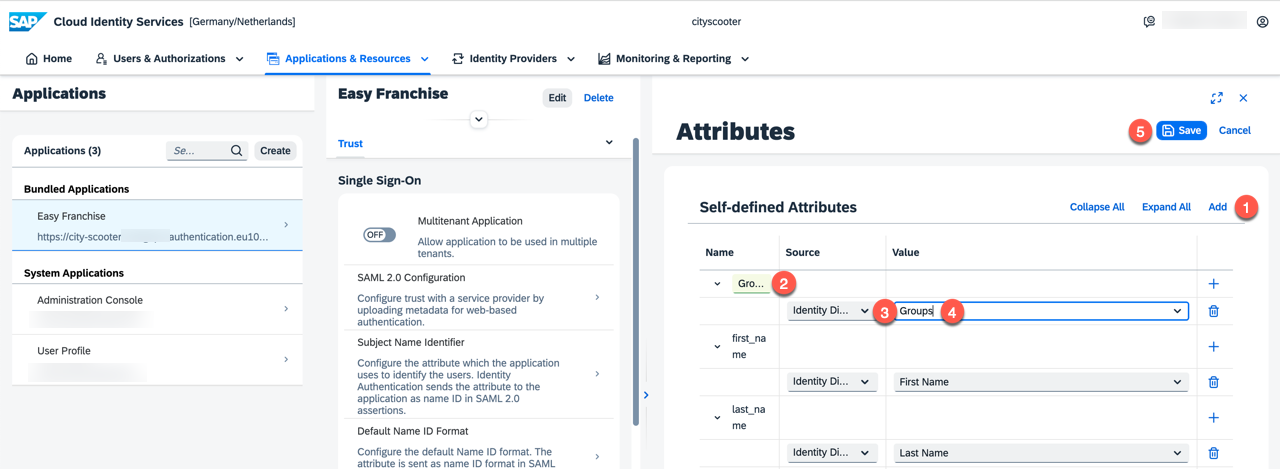 SAP Cloud Identity Services [Germany/Netherlands] cityscooter
Home Users & Authorizations Applications & Resources Identity Providers Monitoring & Reporting
Applications
Applications (3) Se... Create
Bundled Applications
Easy Franchise
https://city-scooter authentication.eu10...
System Applications
Administration Console
User Profile
Easy Franchise Edit Delete
Trust
Single Sign-On
OFF
Multitenant Application
Allow application to be used in multiple
tenants.
SAML 2.0 Configuration
Configure trust with a service provider by
uploading metadata for web-based
authentication.
Subject Name Identifier
Configure the attribute which the application
uses to identify the users. Identity
Authentication sends the attribute to the
application as name ID in SAML 2.0
assertions.
Default Name ID Format
Configure the default Name ID format. The
attribute is sent as name ID format in SAML
Attributes 5 Save Cancel
Self-defined Attributes Collapse All Expand All Add 1
Name Source Value
Gro... 2
Identity Di... 3 Groups 4
first_na
me
Identity Di... First Name
last_na
me
Identity Di... Last Name